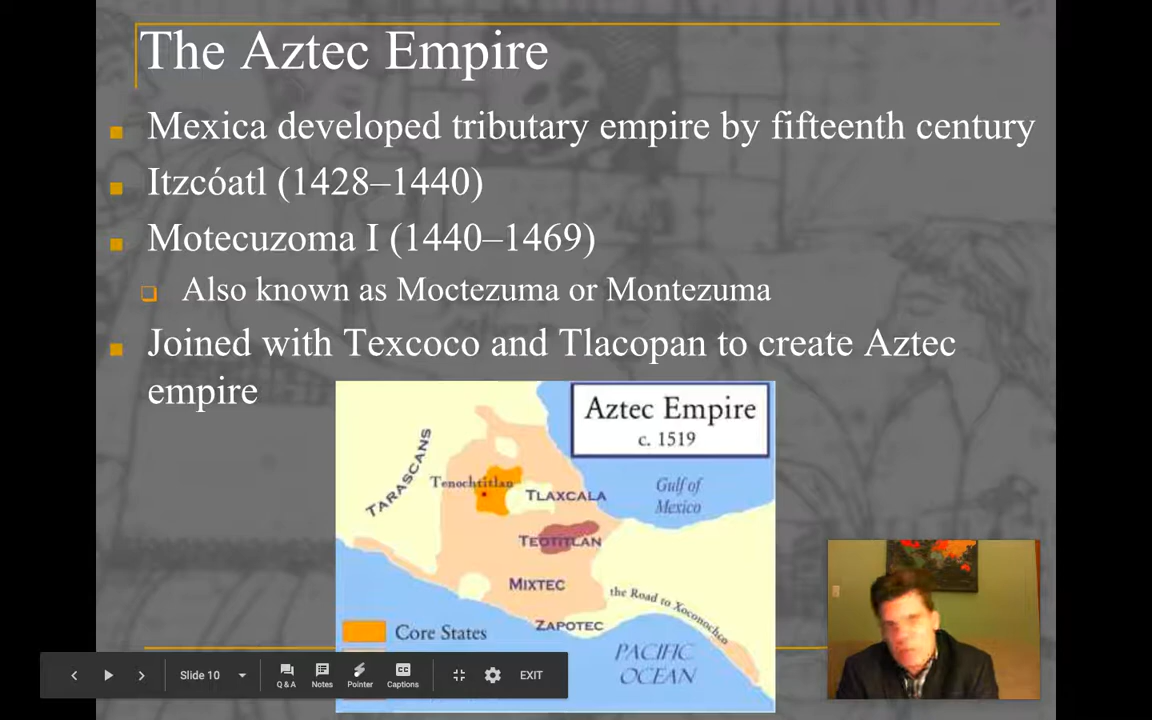 The Aztec Empire
Mexica developed tributary empire by fifteenth century
Itzcóatl (1428–1440)
Motecuzoma I (1440–1469)
Also known as Moctezuma or Montezuma
Joined with Texcoco and Tlacopan to create Aztec
empire
Aztec Empire
c. 1519
TARASCANS
Tenochtitlan
TLAXCALA
Gulf of
Mexico
TEOTITLAN
MIXTEC
the Road to Xoconochco
ZAPOTEC
Core States
PACIFIC
OCEAN
Slide 10
Q & A
Notes
Pointer
CC
Captions
EXIT